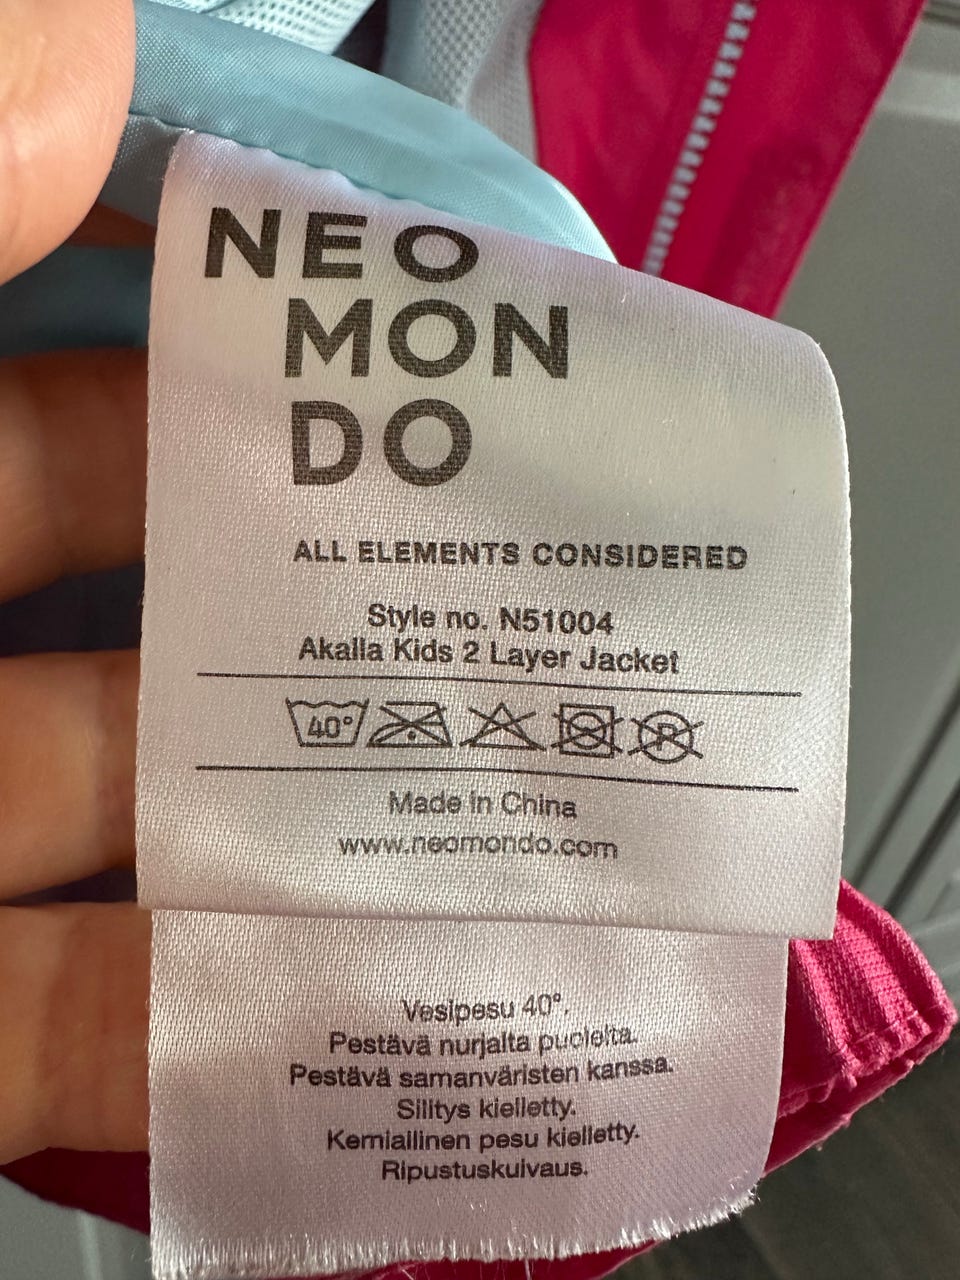 NEO
MON
DO
ALL ELEMENTS CONSIDERED
Style no. N51004
Akalla Kids 2 Layer Jacket
40° P
Made in China
www.neomondo.com
Vesipesu 40°.
Pestävä nurjalta puolelta.
Pestävä samanväristen kanssa.
Silitys kielletty.
Kemiallinen pesu kielletty.
Ripustuskuivaus.